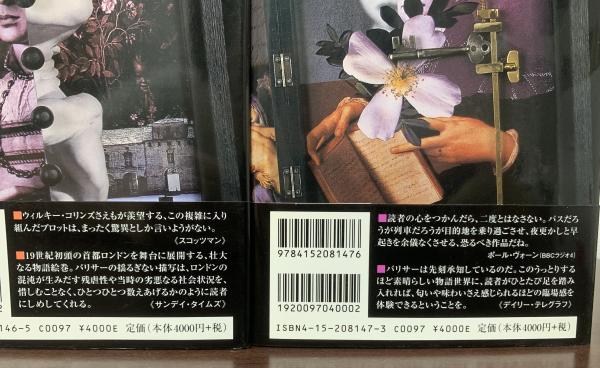 ■ウィルキー・コリンズさえもが羨望する、この複雑に入り
組んだプロットは、まったく驚異としか言いようがない。
《スコッツマン》
■19世紀初頭の首都ロンドンを舞台に展開する、壮大
な物語絵巻。パリサーの揺るぎない描写は、ロンドンの
混沌が生みだす残虐性や当時の劣悪なる社会状況を、
惜しむことなく、ひとつひとつ数えあげるかのように読者
にしめしてくれる。《サンデイ・タイムズ》
146-5 C0097 ¥4000E 定価(本体4000円+税)
9784152081476
1920097040002
■読者の心をつかんだら、二度とはなさない。バスだろ
うが列車だろうが目的地を乗り過ごさせ、夜更かしと早
起きを余儀なくさせる、恐るべき作品だね。
ポール・ヴォーン(BBCラジオ4)
■パリサーは先刻承知しているのだ。このうっとりする
ほど素晴らしい物語世界に、読者がひとたび足を踏み
入れれば、匂いや味わいさえ感じられるほどの臨場感を
体験できるということを。《デイリー・テレグラフ》
ISBN4-15-208147-3 C0097 ¥4000E 定価(本体4000円+税)